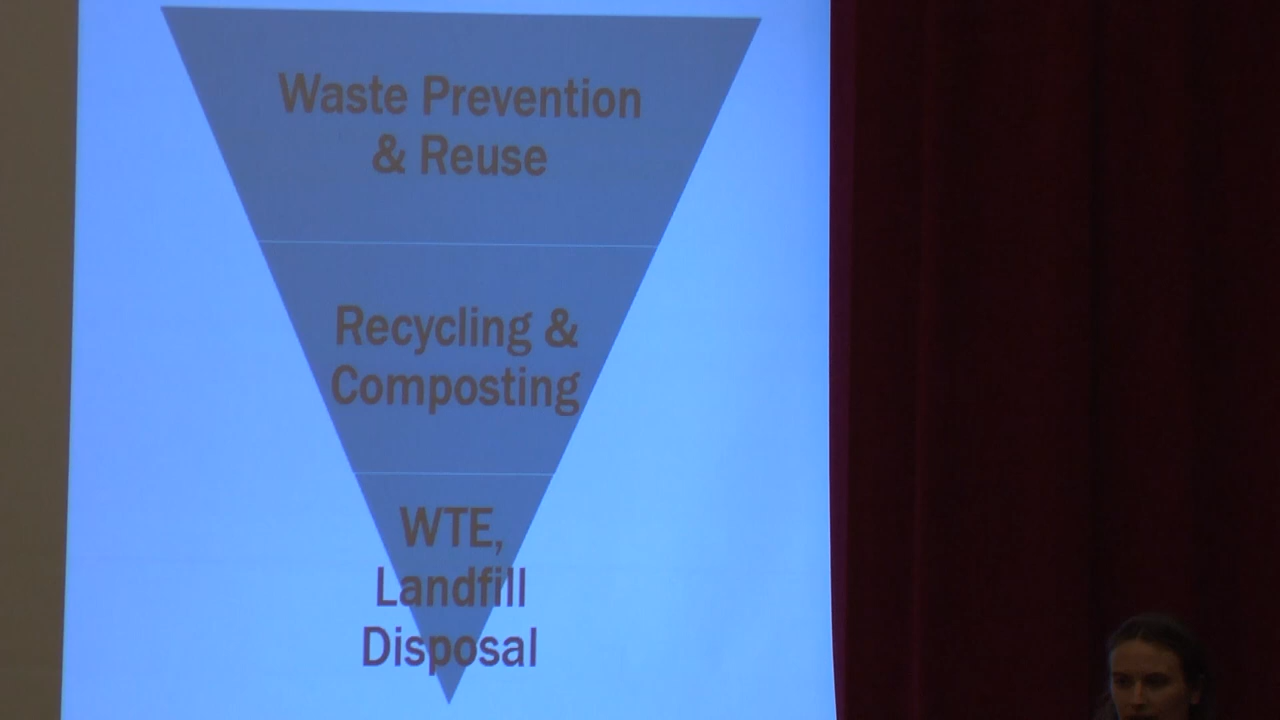 Waste Prevention
& Reuse
Recycling &
Composting
WTE,
Landfill
Disposal